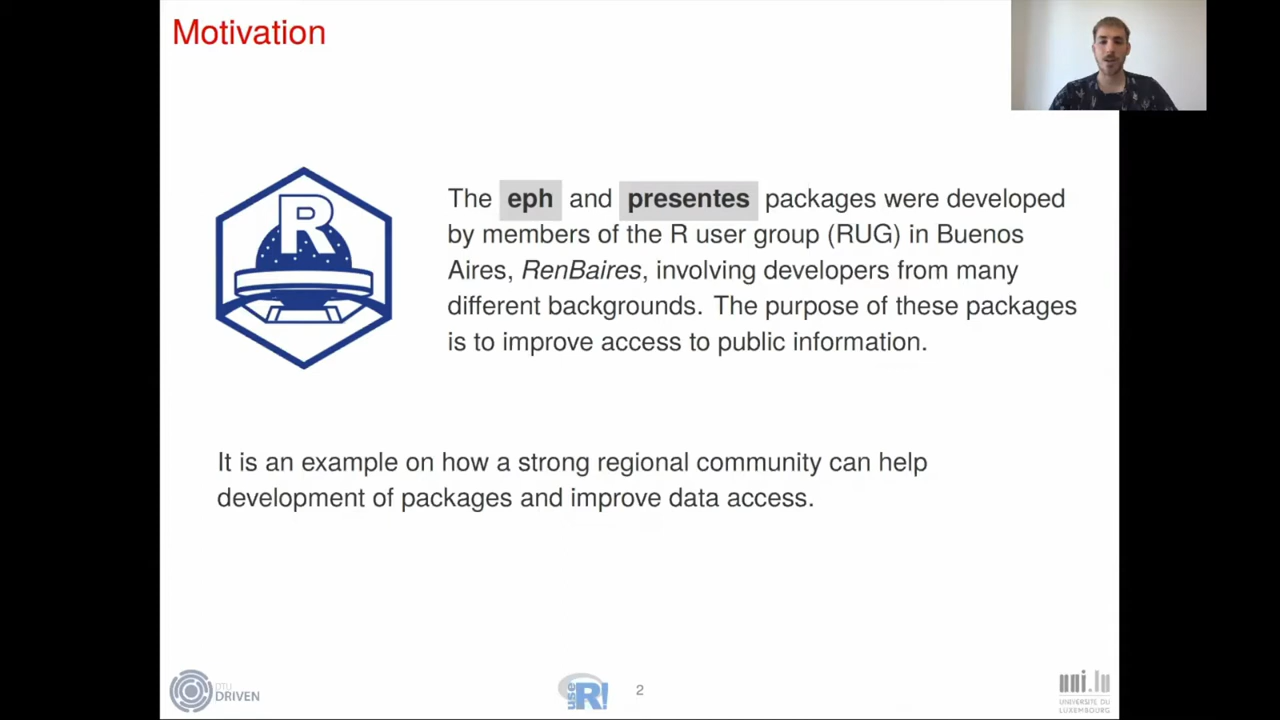 Motivation
R
The eph and presentes packages were developed
by members of the R user group (RUG) in Buenos
Aires, RenBaires, involving developers from many
different backgrounds. The purpose of these packages
is to improve access to public information.
It is an example on how a strong regional community can help
development of packages and improve data access.
DTU
DRIVEN
use R!
2
uni.lu
UNIVERSITÉ DU
LUXEMBOURG